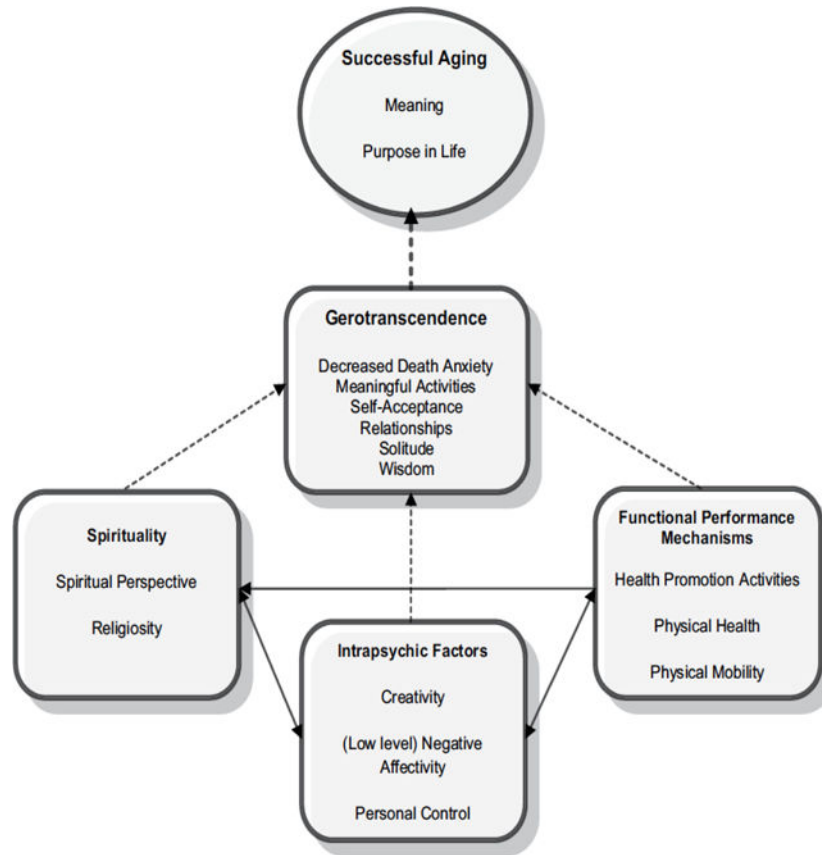 Successful Aging
Meaning
Purpose in Life
Gerotranscendence
Decreased Death Anxiety
Meaningful Activities
Self-Acceptance
Relationships
Solitude
Wisdom
Spirituality
Spiritual Perspective
Religiosity
Intrapsychic Factors
Creativity
(Low level) Negative
Affectivity
Personal Control
Functional Performance
Mechanisms
Health Promotion Activities
Physical Health
Physical Mobility